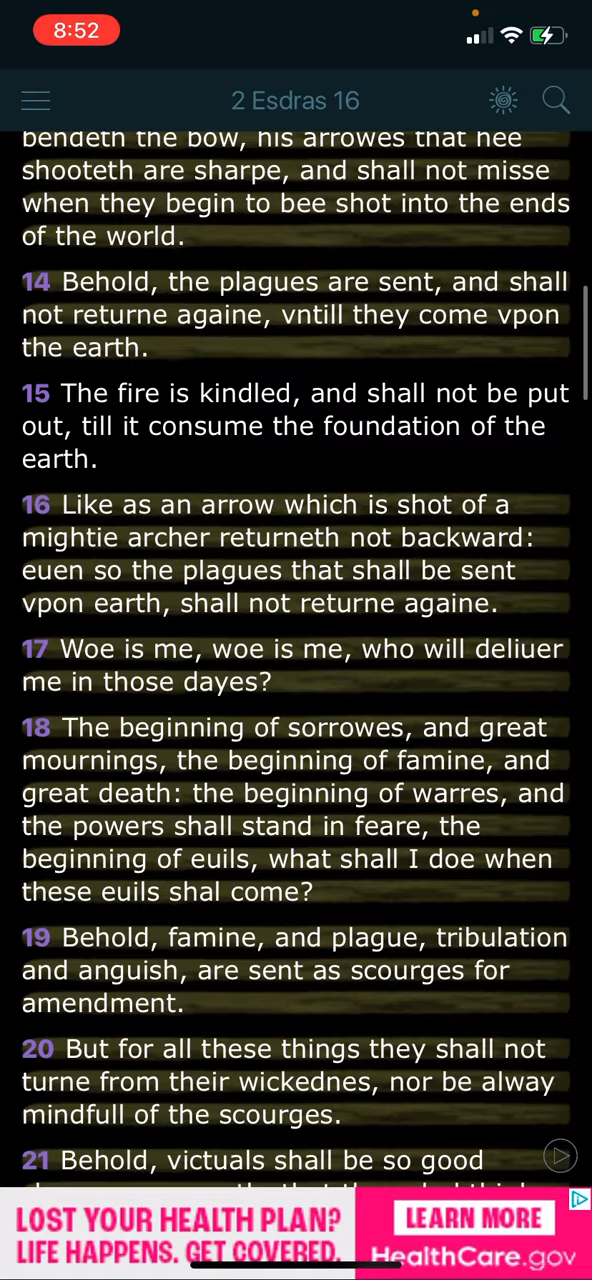 8:52
2 Esdras 16
bendeth the bow, his arrowes that hee
shooteth are sharpe, and shall not misse
when they begin to bee shot into the ends
of the world.
14 Behold, the plagues are sent, and shall
not returne againe, vntill they come vpon
the earth.
15 The fire is kindled, and shall not be put
out, till it consume the foundation of the
earth.
16 Like as an arrow which is shot of a
mightie archer returneth not backward:
euen so the plagues that shall be sent
vpon earth, shall not returne againe.
17 Woe is me, woe is me, who will deliuer
me in those dayes?
18 The beginning of sorrowes, and great
mournings, the beginning of famine, and
great death: the beginning of warres, and
the powers shall stand in feare, the
beginning of euils, what shall I doe when
these euils shal come?
19 Behold, famine, and plague, tribulation
and anguish, are sent as scourges for
amendment.
20 But for all these things they shall not
turne from their wickednes, nor be alway
mindfull of the scourges.
21 Behold, victuals shall be so good
LOST YOUR HEALTH PLAN?
LIFE HAPPENS. GET COVERED.
LEARN MORE
HealthCare.gov